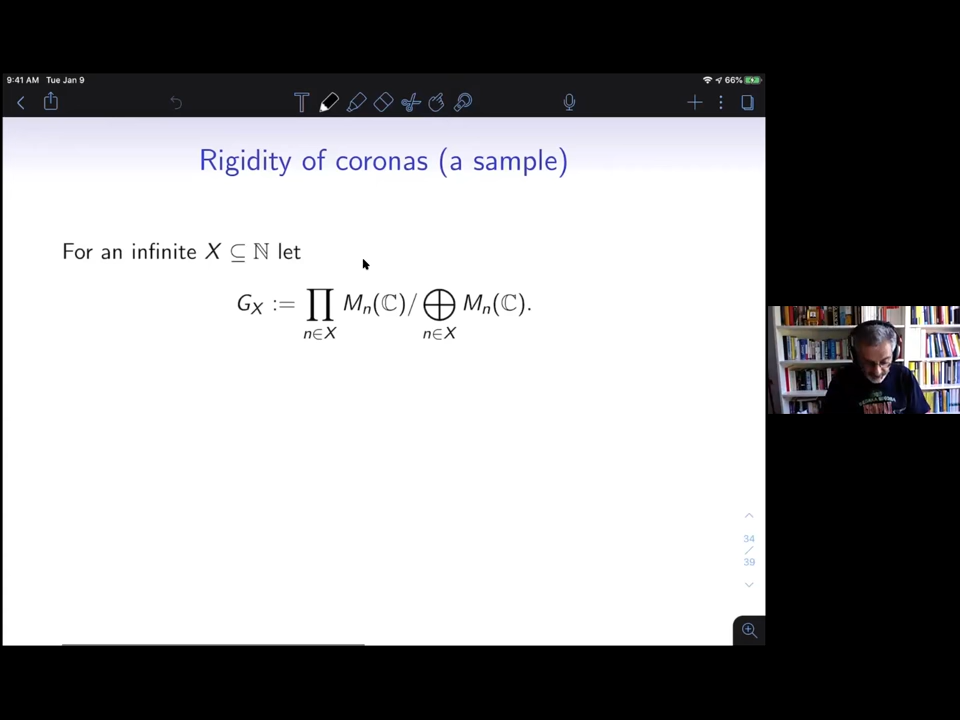 9:41 AM Tue Jan 9
66%
Rigidity of coronas (a sample)
For an infinite X ⊆ ℕ let
G_X := ∏_{n∈X} M_n(ℂ)/ ⨁_{n∈X} M_n(ℂ).
34
/
39